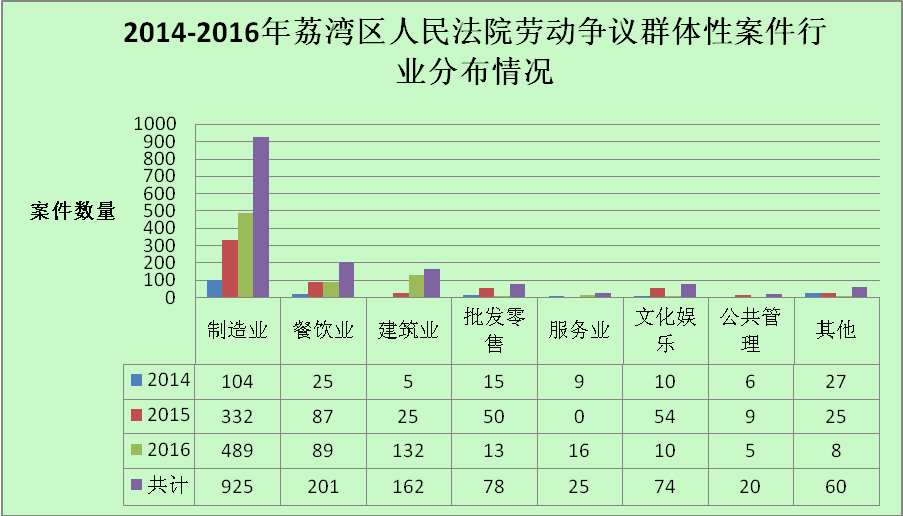 2014-2016年荔湾区人民法院劳动争议群体性案件行
业分布情况
1000
900
800
700
600
500
400
300
200
100
0
案件数量
制造业 餐饮业 建筑业 批发零售 服务业 文化娱乐 公共管理 其他
2014 104 25 5 15 9 10 6 27
2015 332 87 25 50 0 54 9 25
2016 489 89 132 13 16 10 5 8
共计 925 201 162 78 25 74 20 60